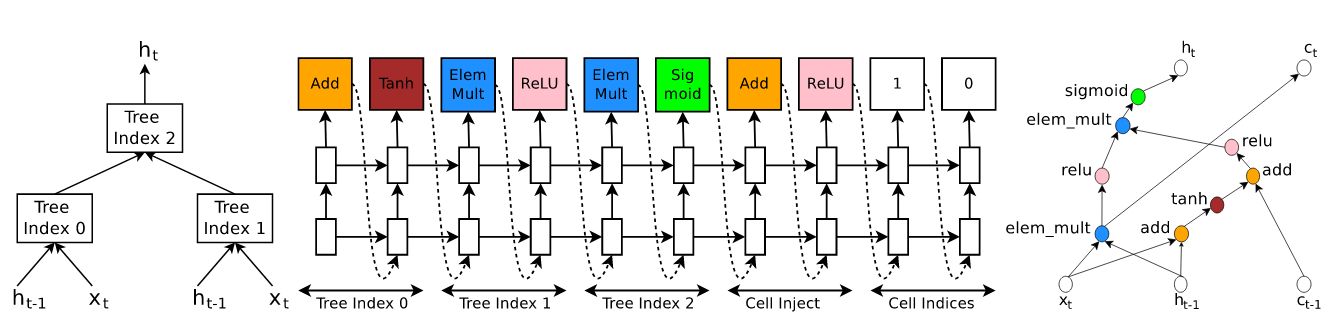 h_t
Tree
Index 2
Tree
Index 0
Tree
Index 1
h_{t-1}
x_t
h_{t-1}
x_t
Add
Tanh
Elem
Mult
ReLU
Elem
Mult
Sig
moid
Add
ReLU
1
0
Tree Index 0
Tree Index 1
Tree Index 2
Cell Inject
Cell Indices
h_t
c_t
sigmoid
elem_mult
relu
relu
add
tanh
elem_mult
add
x_t
h_{t-1}
c_{t-1}